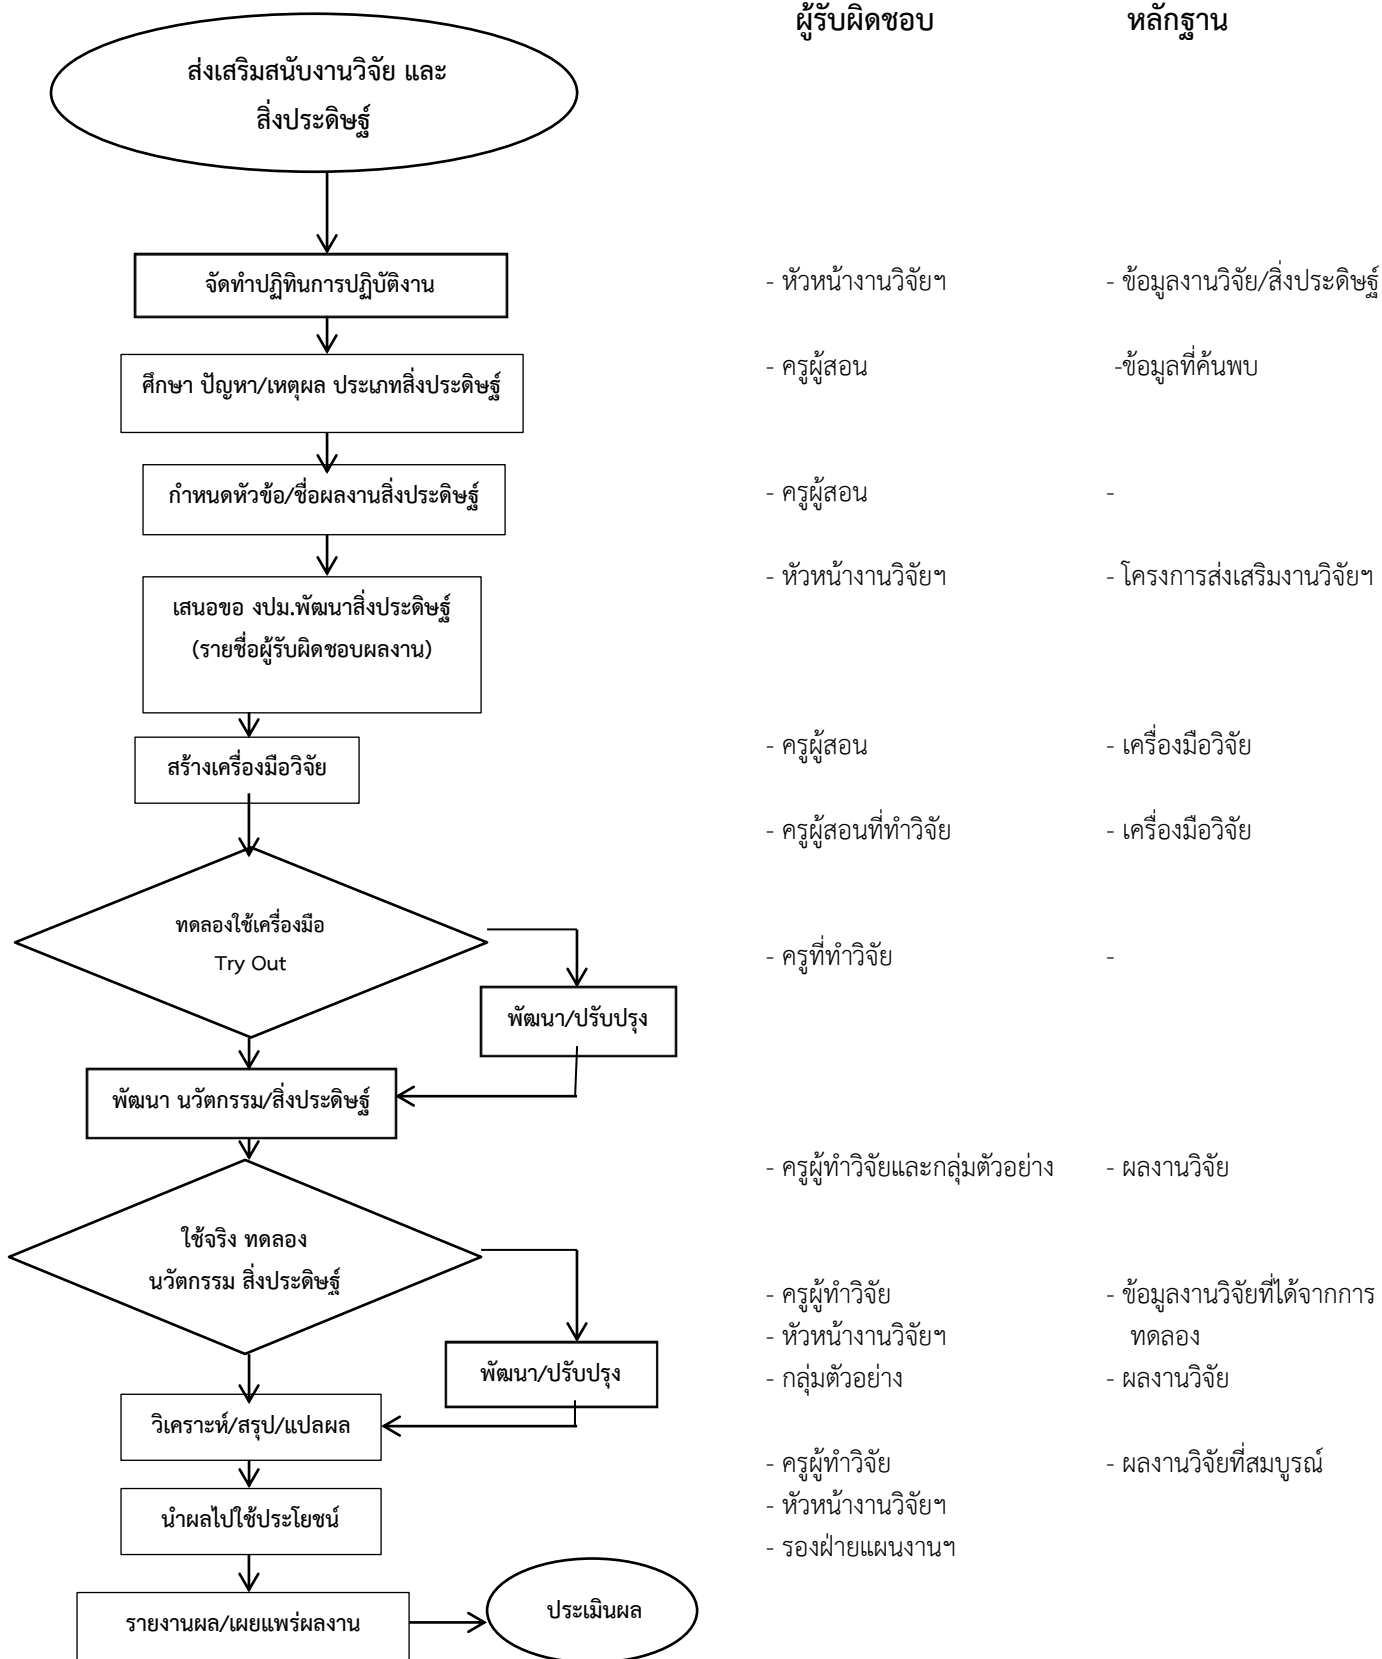 ผู้รับผิดชอบ หลักฐาน
ส่งเสริมสนับงานวิจัย และ
สิ่งประดิษฐ์
จัดทำปฏิทินการปฏิบัติงาน - หัวหน้างานวิจัยฯ - ข้อมูลงานวิจัย/สิ่งประดิษฐ์
ศึกษา ปัญหา/เหตุผล ประเภทสิ่งประดิษฐ์ - ครูผู้สอน -ข้อมูลที่ค้นพบ
กำหนดหัวข้อ/ชื่อผลงานสิ่งประดิษฐ์ - ครูผู้สอน -
- หัวหน้างานวิจัยฯ - โครงการส่งเสริมงานวิจัยฯ
เสนอขอ งปม.พัฒนาสิ่งประดิษฐ์
(รายชื่อผู้รับผิดชอบผลงาน)
สร้างเครื่องมือวิจัย - ครูผู้สอน - เครื่องมือวิจัย
- ครูผู้สอนที่ทำวิจัย - เครื่องมือวิจัย
ทดลองใช้เครื่องมือ
Try Out - ครูที่ทำวิจัย -
พัฒนา/ปรับปรุง
พัฒนา นวัตกรรม/สิ่งประดิษฐ์
- ครูผู้ทำวิจัยและกลุ่มตัวอย่าง - ผลงานวิจัย
ใช้จริง ทดลอง
นวัตกรรม สิ่งประดิษฐ์
- ครูผู้ทำวิจัย - ข้อมูลงานวิจัยที่ได้จากการ
- หัวหน้างานวิจัยฯ ทดลอง
พัฒนา/ปรับปรุง - กลุ่มตัวอย่าง - ผลงานวิจัย
วิเคราะห์/สรุป/แปลผล
- ครูผู้ทำวิจัย - ผลงานวิจัยที่สมบูรณ์
นำผลไปใช้ประโยชน์ - หัวหน้างานวิจัยฯ
- รองฝ่ายแผนงานฯ
รายงานผล/เผยแพร่ผลงาน ประเมินผล